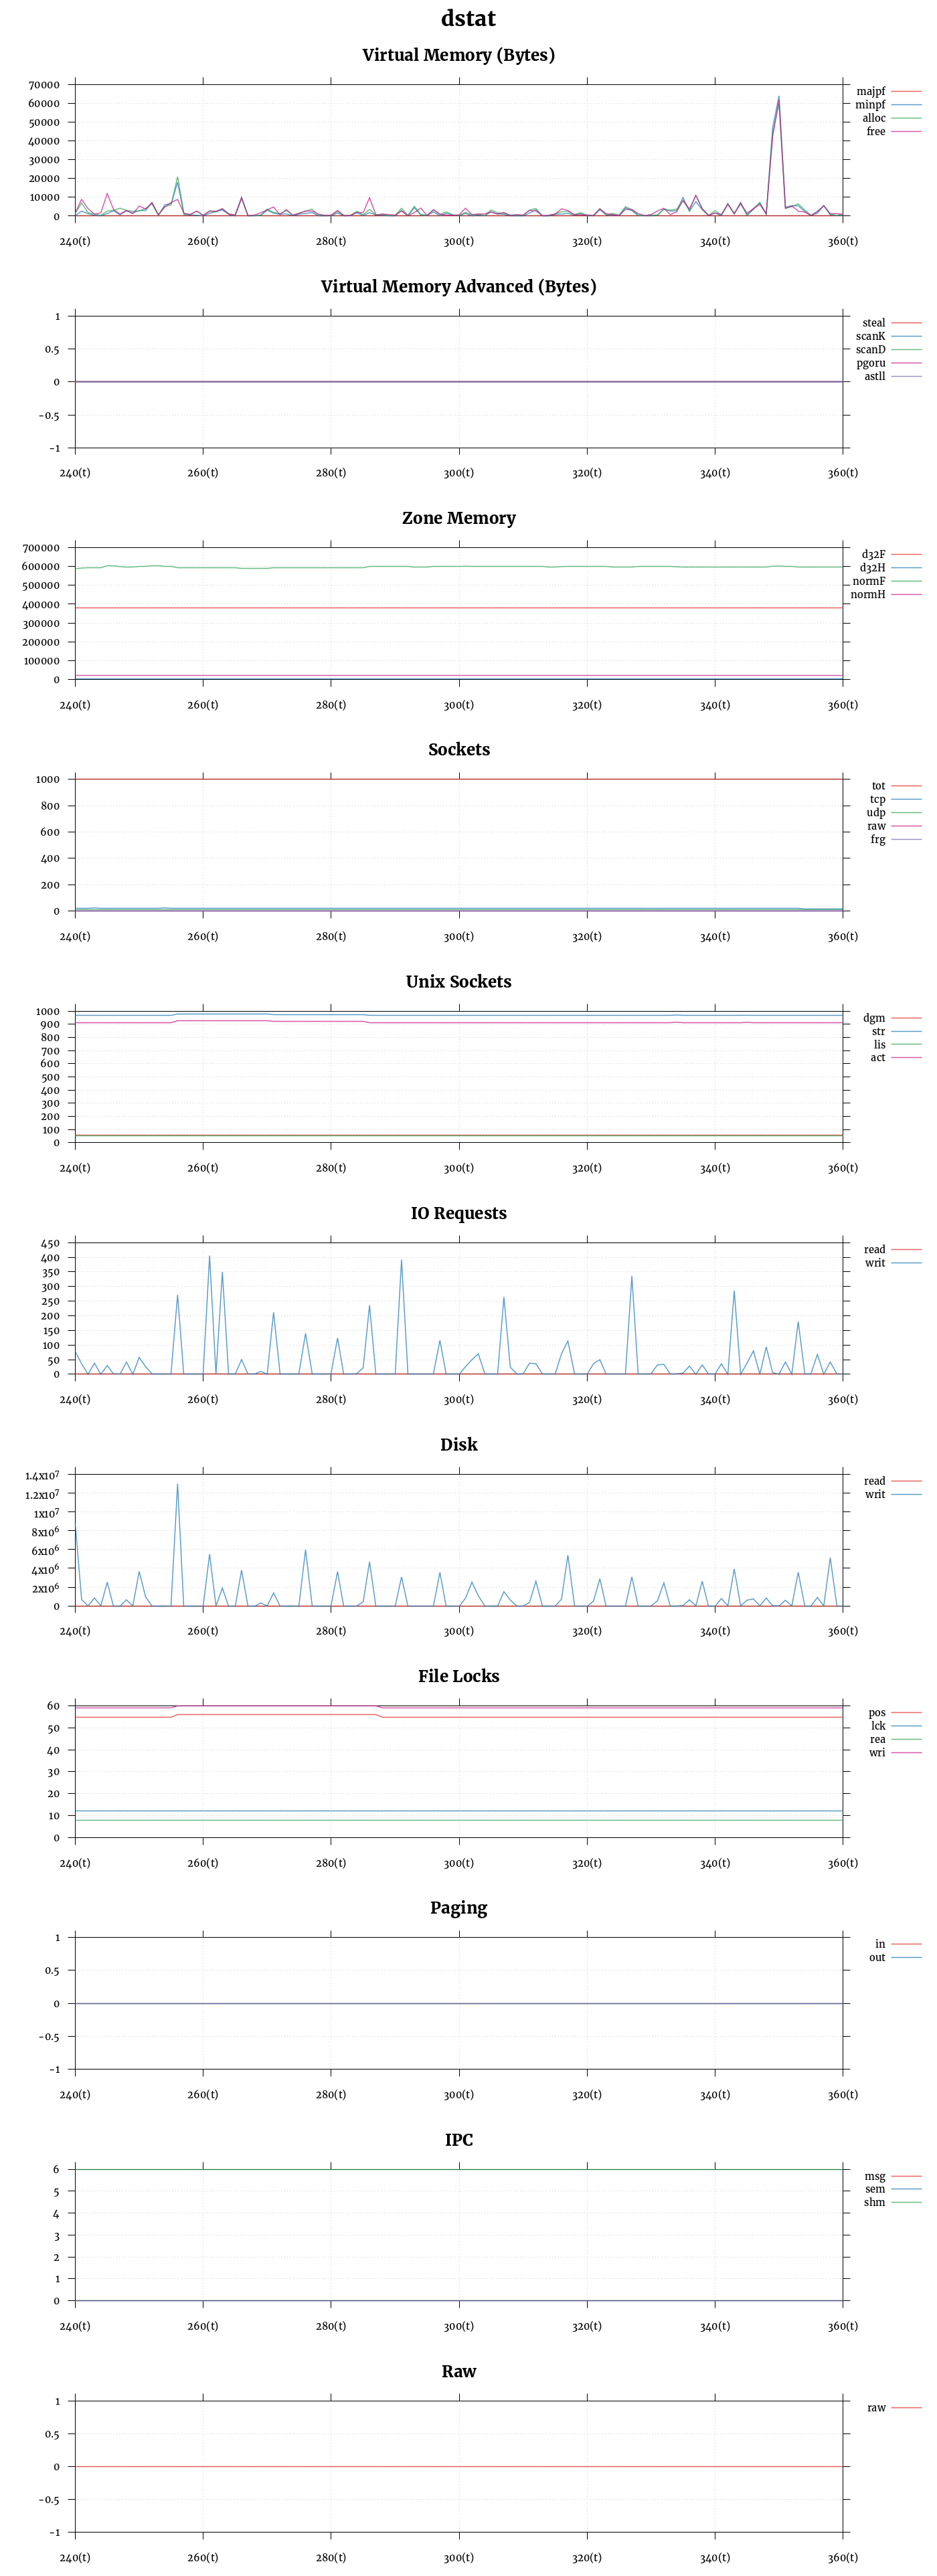 dstat
Virtual Memory (Bytes)
70000
60000
50000
40000
30000
20000
10000
0
240(t) 260(t) 280(t) 300(t) 320(t) 340(t) 360(t)
majpf
minpf
alloc
free
Virtual Memory Advanced (Bytes)
1
0.5
0
-0.5
-1
240(t) 260(t) 280(t) 300(t) 320(t) 340(t) 360(t)
steal
scanK
scanD
pgoru
astll
Zone Memory
700000
600000
500000
400000
300000
200000
100000
0
240(t) 260(t) 280(t) 300(t) 320(t) 340(t) 360(t)
d32F
d32H
normF
normH
Sockets
1000
800
600
400
200
0
240(t) 260(t) 280(t) 300(t) 320(t) 340(t) 360(t)
tot
tcp
udp
raw
frg
Unix Sockets
1000
900
800
700
600
500
400
300
200
100
0
240(t) 260(t) 280(t) 300(t) 320(t) 340(t) 360(t)
dgm
str
lis
act
IO Requests
450
400
350
300
250
200
150
100
50
0
240(t) 260(t) 280(t) 300(t) 320(t) 340(t) 360(t)
read
writ
Disk
1.4x10⁷
1.2x10⁷
1x10⁷
8x10⁶
6x10⁶
4x10⁶
2x10⁶
0
240(t) 260(t) 280(t) 300(t) 320(t) 340(t) 360(t)
read
writ
File Locks
60
50
40
30
20
10
0
240(t) 260(t) 280(t) 300(t) 320(t) 340(t) 360(t)
pos
lck
rea
wri
Paging
1
0.5
0
-0.5
-1
240(t) 260(t) 280(t) 300(t) 320(t) 340(t) 360(t)
in
out
IPC
6
5
4
3
2
1
0
240(t) 260(t) 280(t) 300(t) 320(t) 340(t) 360(t)
msg
sem
shm
Raw
1
0.5
0
-0.5
-1
240(t) 260(t) 280(t) 300(t) 320(t) 340(t) 360(t)
raw